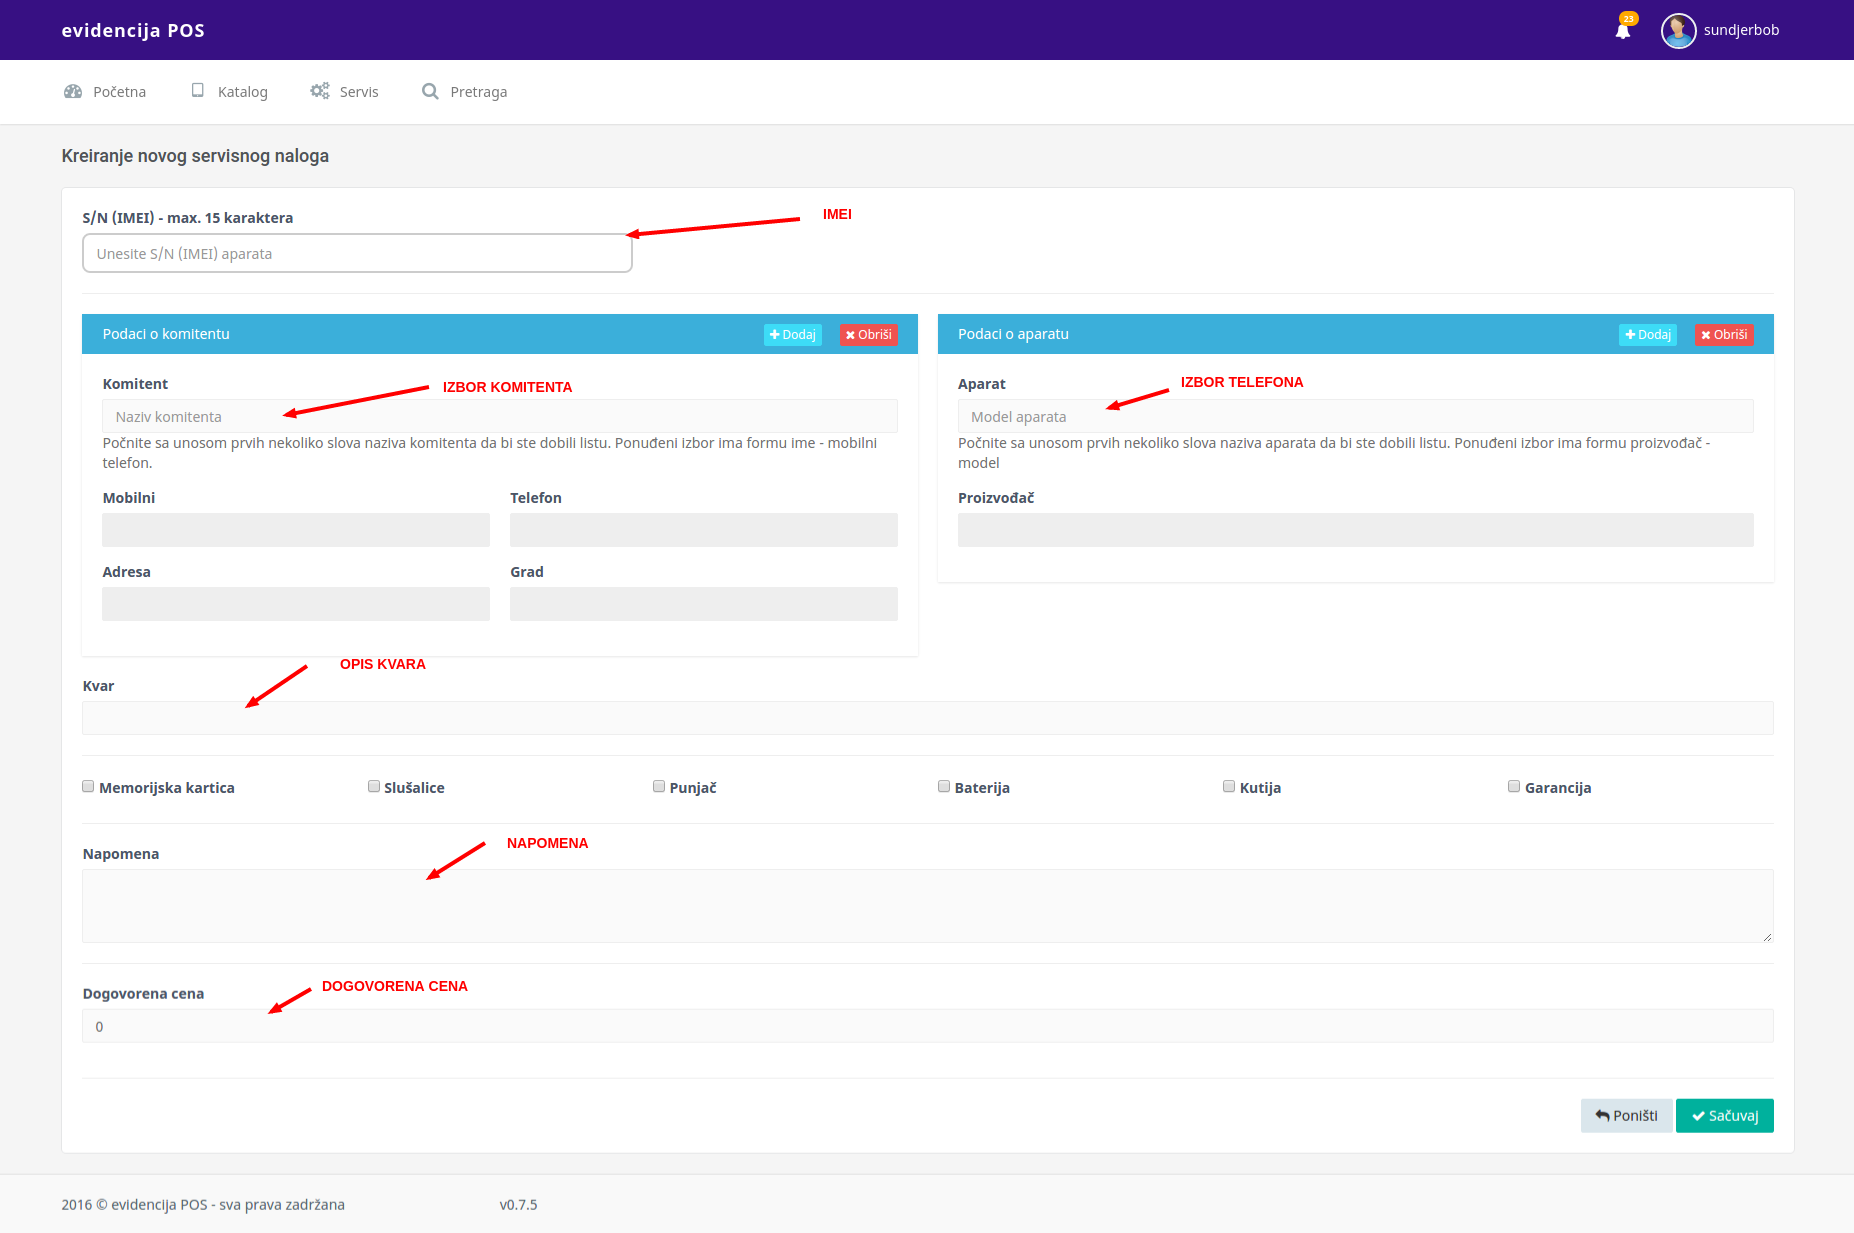 evidencija POS
23
sundjerbob
Početna
Katalog
Servis
Pretraga
Kreiranje novog servisnog naloga
S/N (IMEI) - max. 15 karaktera
IMEI
Unesite S/N (IMEI) aparata
Podaci o komitentu
Dodaj
Obriši
Komitent
IZBOR KOMITENTA
Naziv komitenta
Počnite sa unosom prvih nekoliko slova naziva komitenta da bi ste dobili listu. Ponuđeni izbor ima formu ime - mobilni
telefon.
Mobilni
Telefon
Adresa
Grad
Podaci o aparatu
Dodaj
Obriši
Aparat
IZBOR TELEFONA
Model aparata
Počnite sa unosom prvih nekoliko slova naziva aparata da bi ste dobili listu. Ponuđeni izbor ima formu proizvođač -
model
Proizvođač
OPIS KVARA
Kvar
Memorijska kartica
Slušalice
Punjač
Baterija
Kutija
Garancija
NAPOMENA
Napomena
DOGOVORENA CENA
Dogovorena cena
0
Poništi
Sačuvaj
2016 © evidencija POS - sva prava zadržana
v0.7.5